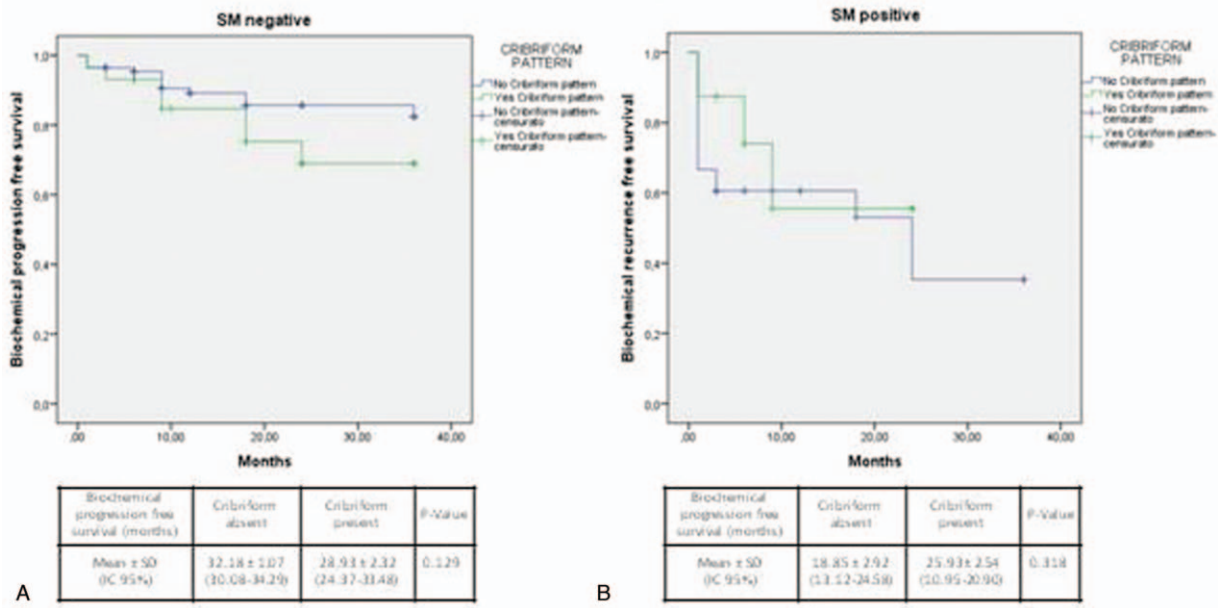 SM negative
CRIBRIFORM
PATTERN
No Cribriform pattern
Yes Cribriform pattern
No Cribriform pattern-
censurato
Yes Cribriform pattern-
censurato
Biochemical progression free survival
1,0
0,8
0,6
0,4
0,2
0,0
,00
10,00
20,00
30,00
40,00
Months
Biochemical
progression free
survival (months)
Cribriform
absent
Cribriform
present
P-Value
Mean ± SD
(IC 95%)
32.18 ± 1.07
(30.08-34.29)
28.93 ± 2.32
(24.37-33.48)
0.129
A
SM positive
CRIBRIFORM
PATTERN
No Cribriform pattern
Yes Cribriform pattern
No Cribriform pattern-
censurato
Yes Cribriform pattern-
censurato
Biochemical recurrence free survival
1,0
0,8
0,6
0,4
0,2
0,0
,00
10,00
20,00
30,00
40,00
Months
Biochemical
progression free
survival (months)
Cribriform
absent
Cribriform
present
P-Value
Mean ± SD
(IC 95%)
18.85 ± 2.92
(13.12-24.58)
25.93± 2.54
(10.95-20.90)
0.318
B